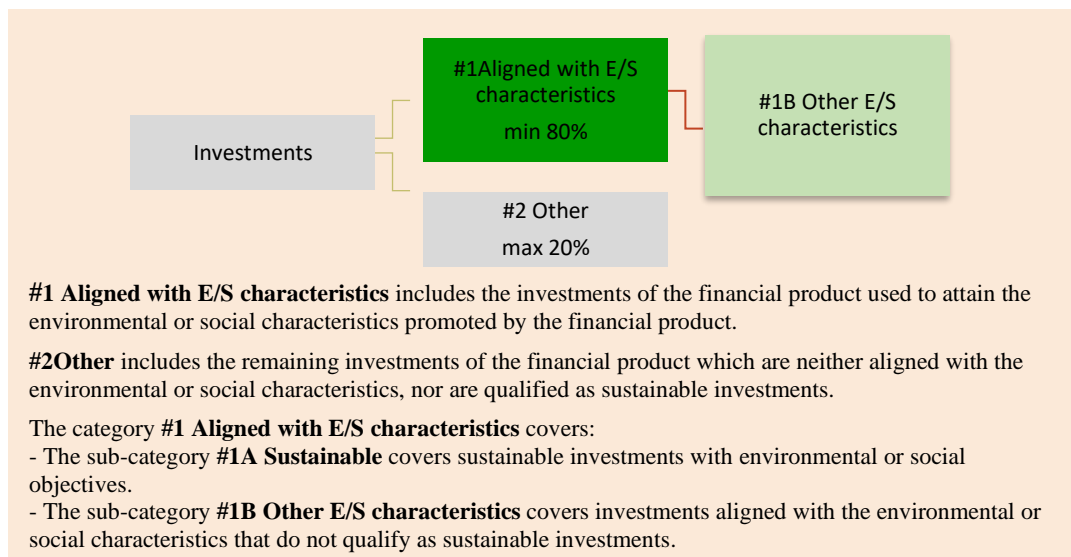 #1Aligned with E/S
characteristics
min 80%
#1B Other E/S
characteristics
Investments
#2 Other
max 20%
#1 Aligned with E/S characteristics includes the investments of the financial product used to attain the
environmental or social characteristics promoted by the financial product.
#2Other includes the remaining investments of the financial product which are neither aligned with the
environmental or social characteristics, nor are qualified as sustainable investments.
The category #1 Aligned with E/S characteristics covers:
- The sub-category #1A Sustainable covers sustainable investments with environmental or social
objectives.
- The sub-category #1B Other E/S characteristics covers investments aligned with the environmental or
social characteristics that do not qualify as sustainable investments.